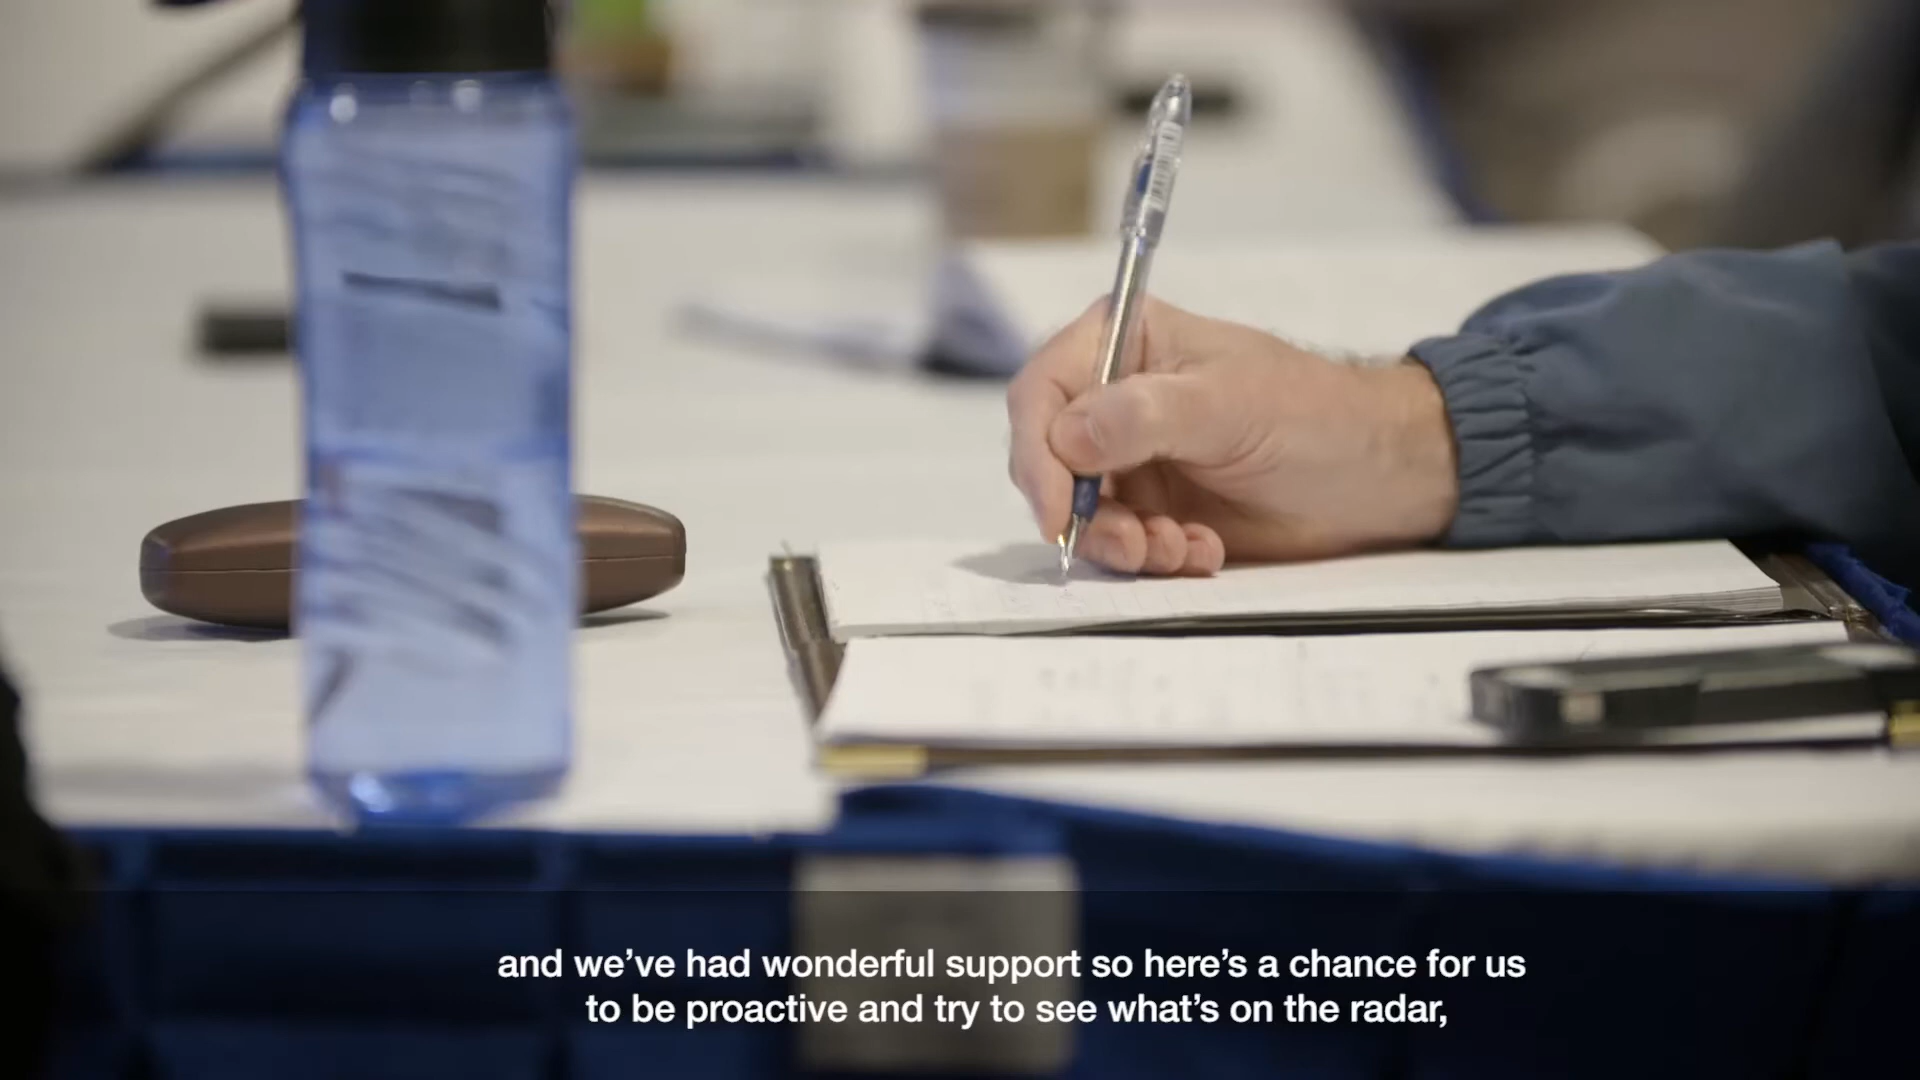 and we've had wonderful support so here's a chance for us
to be proactive and try to see what's on the radar,